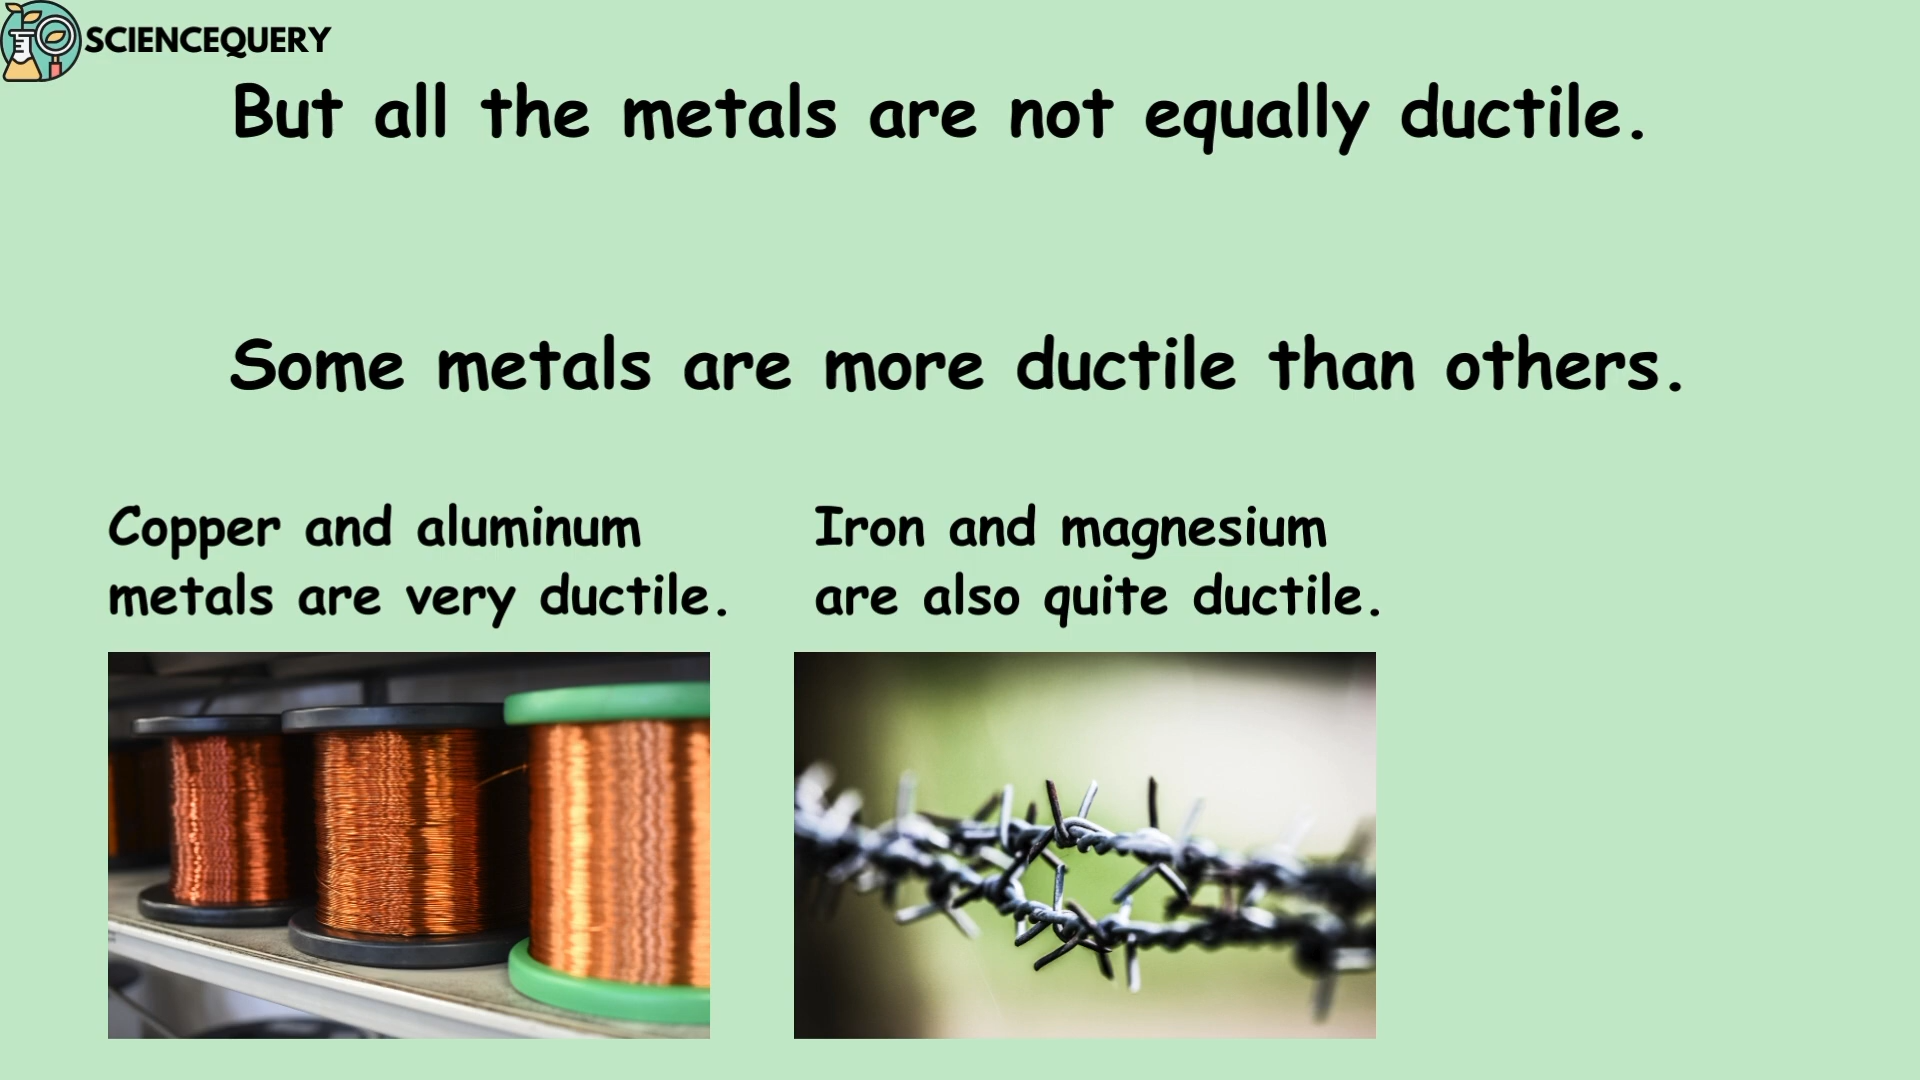 SCIENCEQUERY
But all the metals are not equally ductile.
Some metals are more ductile than others.
Copper and aluminum
metals are very ductile.
Iron and magnesium
are also quite ductile.